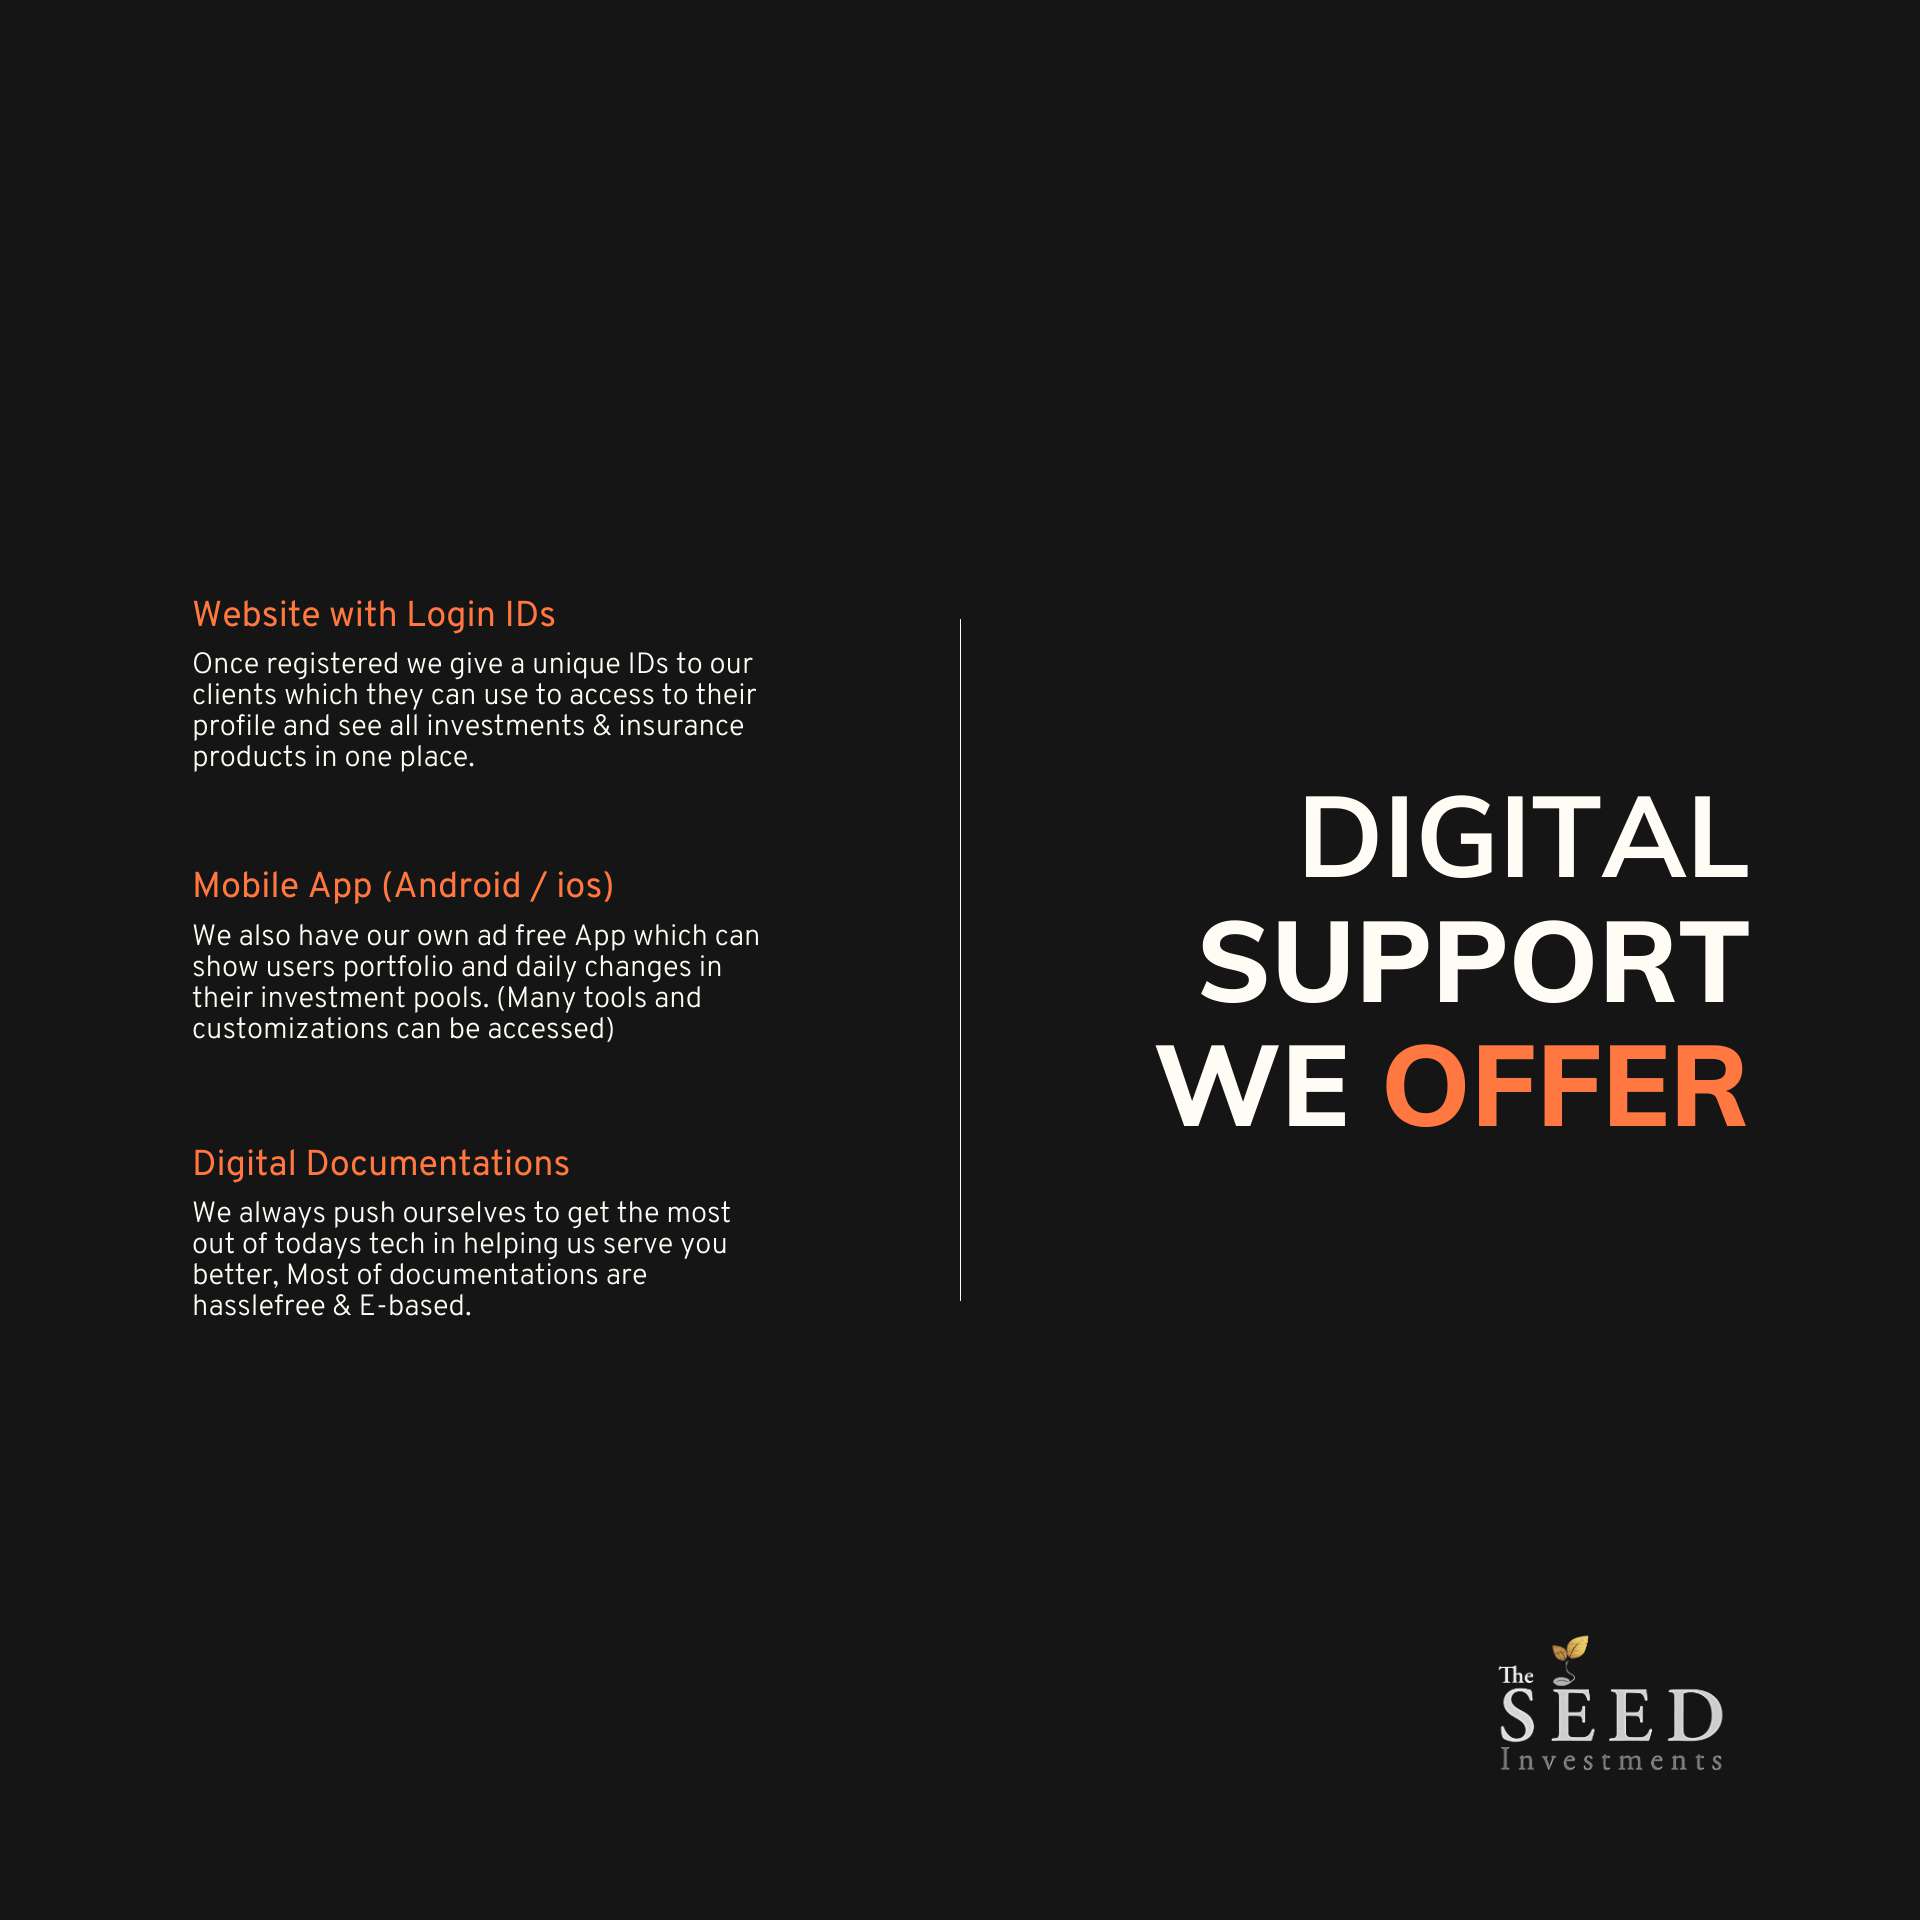 Website with Login IDs
Once registered we give a unique IDs to our
clients which they can use to access to their
profile and see all investments & insurance
products in one place.
Mobile App (Android / ios)
We also have our own ad free App which can
show users portfolio and daily changes in
their investment pools. (Many tools and
customizations can be accessed)
Digital Documentations
We always push ourselves to get the most
out of todays tech in helping us serve you
better, Most of documentations are
hasslefree & E-based.
DIGITAL
SUPPORT
WE OFFER
The
SEED
Investments